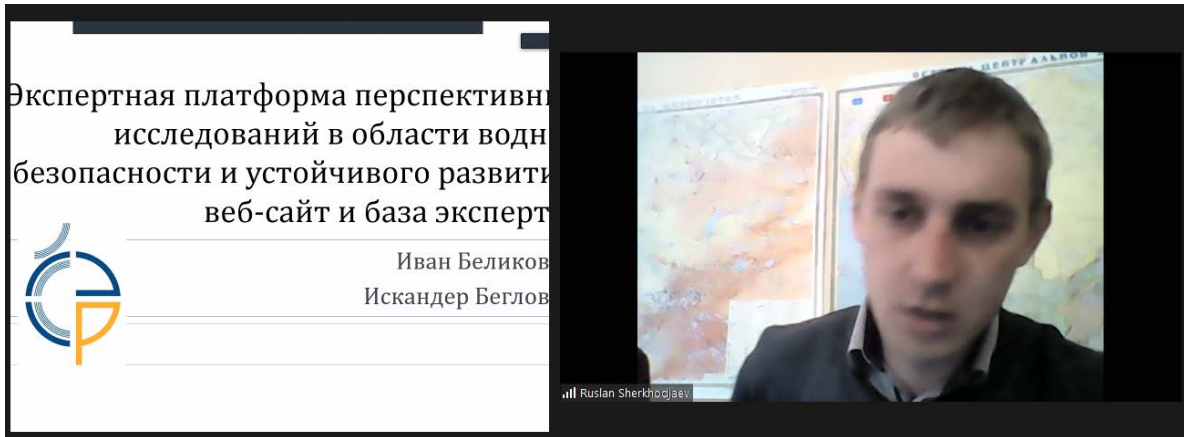 Экспертная платформа перспективн
исследований в области водн
безопасности и устойчивого развити
веб-сайт и база эксперт
Иван Беликов
Искандер Беглов
ЦЕНТРАЛЬНОЙ
Ruslan Sherkhodjaev